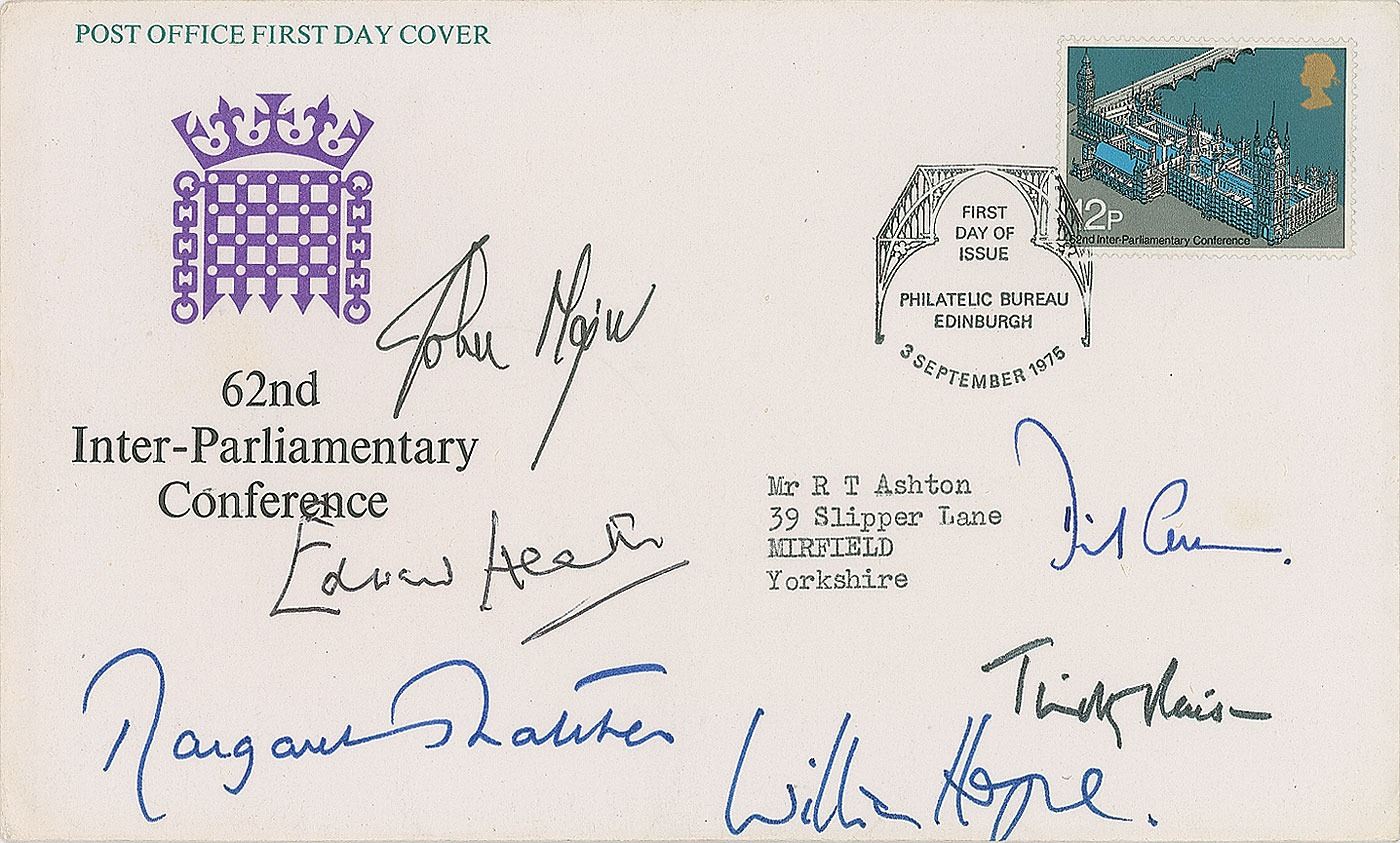 POST OFFICE FIRST DAY COVER
12P
62nd Inter-Parliamentary Conference
FIRST
DAY OF
ISSUE
PHILATELIC BUREAU
EDINBURGH
3 SEPTEMBER 1975
62nd
Inter-Parliamentary
Conference
John Major
Mr R T Ashton
39 Slipper Lane
MIRFIELD
Yorkshire
Edward Heath
Margaret Thatcher
William Hague.